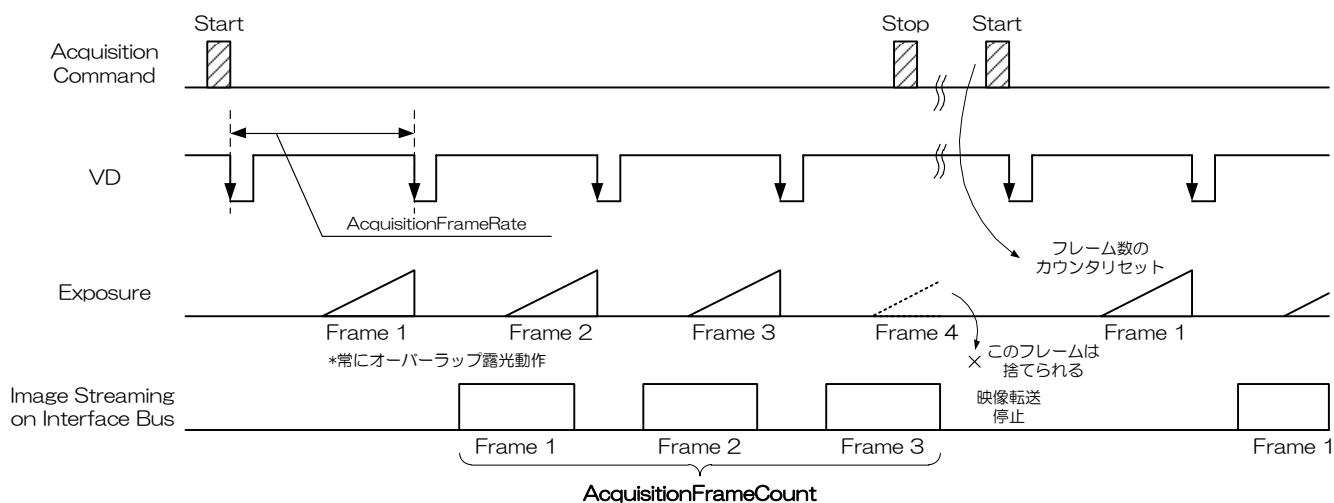 Start
Stop
Start
Acquisition
Command
VD
AcquisitionFrameRate
フレーム数の
カウンタリセット
Exposure
Frame 1
Frame 2
Frame 3
Frame 4
Frame 1
*常にオーバーラップ露光動作
× このフレームは
捨てられる
Image Streaming
on Interface Bus
映像転送
停止
Frame 1
Frame 2
Frame 3
Frame 1
AcquisitionFrameCount